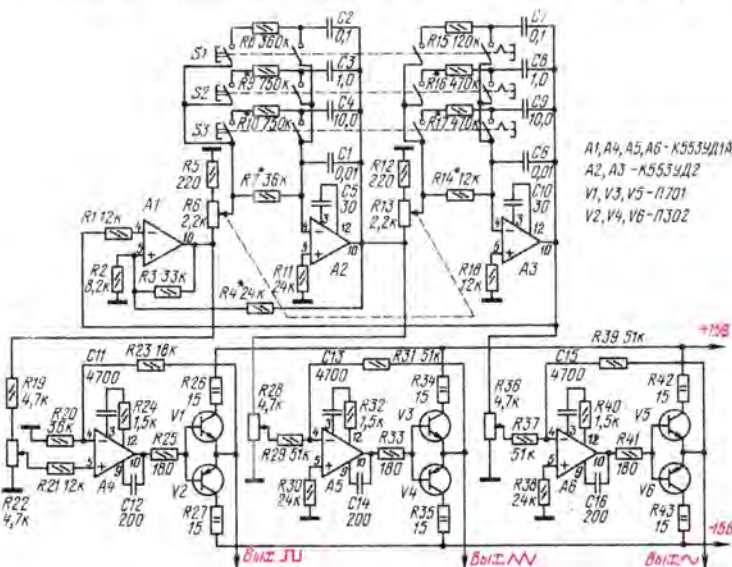 C2
0,1
R8 360к
S1
C3
1,0
R9* 750к
S2
C4
10,0
R10* 750к
S3
R5
220
C1
0,01
R7* 36к
C5
30
A1
R1 12к
R6
2,2к
R2
8,2к
R3 33к
R4* 24к
R11
24к
A2
C7
0,1
R15 120к
C8
1,0
R16* 470к
C9
10,0
R17* 470к
R12
220
C6
0,01
R14* 12к
C10
30
R13
2,2к
R18
12к
A3
A1, A4, A5, A6 - К553УД1А
A2, A3 - К553УД2
V1, V3, V5 - П701
V2, V4, V6 - П302
R19
4,7к
C11
4700
R23 18к
R20
36к
R24
1,5к
R26
15
V1
R25
180
R21 12к
A4
C12
200
V2
R27
15
R22
4,7к
Вых.
R28
4,7к
C13
4700
R31 51к
R32
1,5к
R34
15
V3
R33
180
R29 51к
A5
R30
24к
C14
200
V4
R35
15
Вых.
R39 51к
+15В
R36
4,7к
C15
4700
R37
51к
R40
1,5к
R42
15
V5
R41
180
A6
R38
24к
C16
200
V6
R43
15
-15В
Вых.